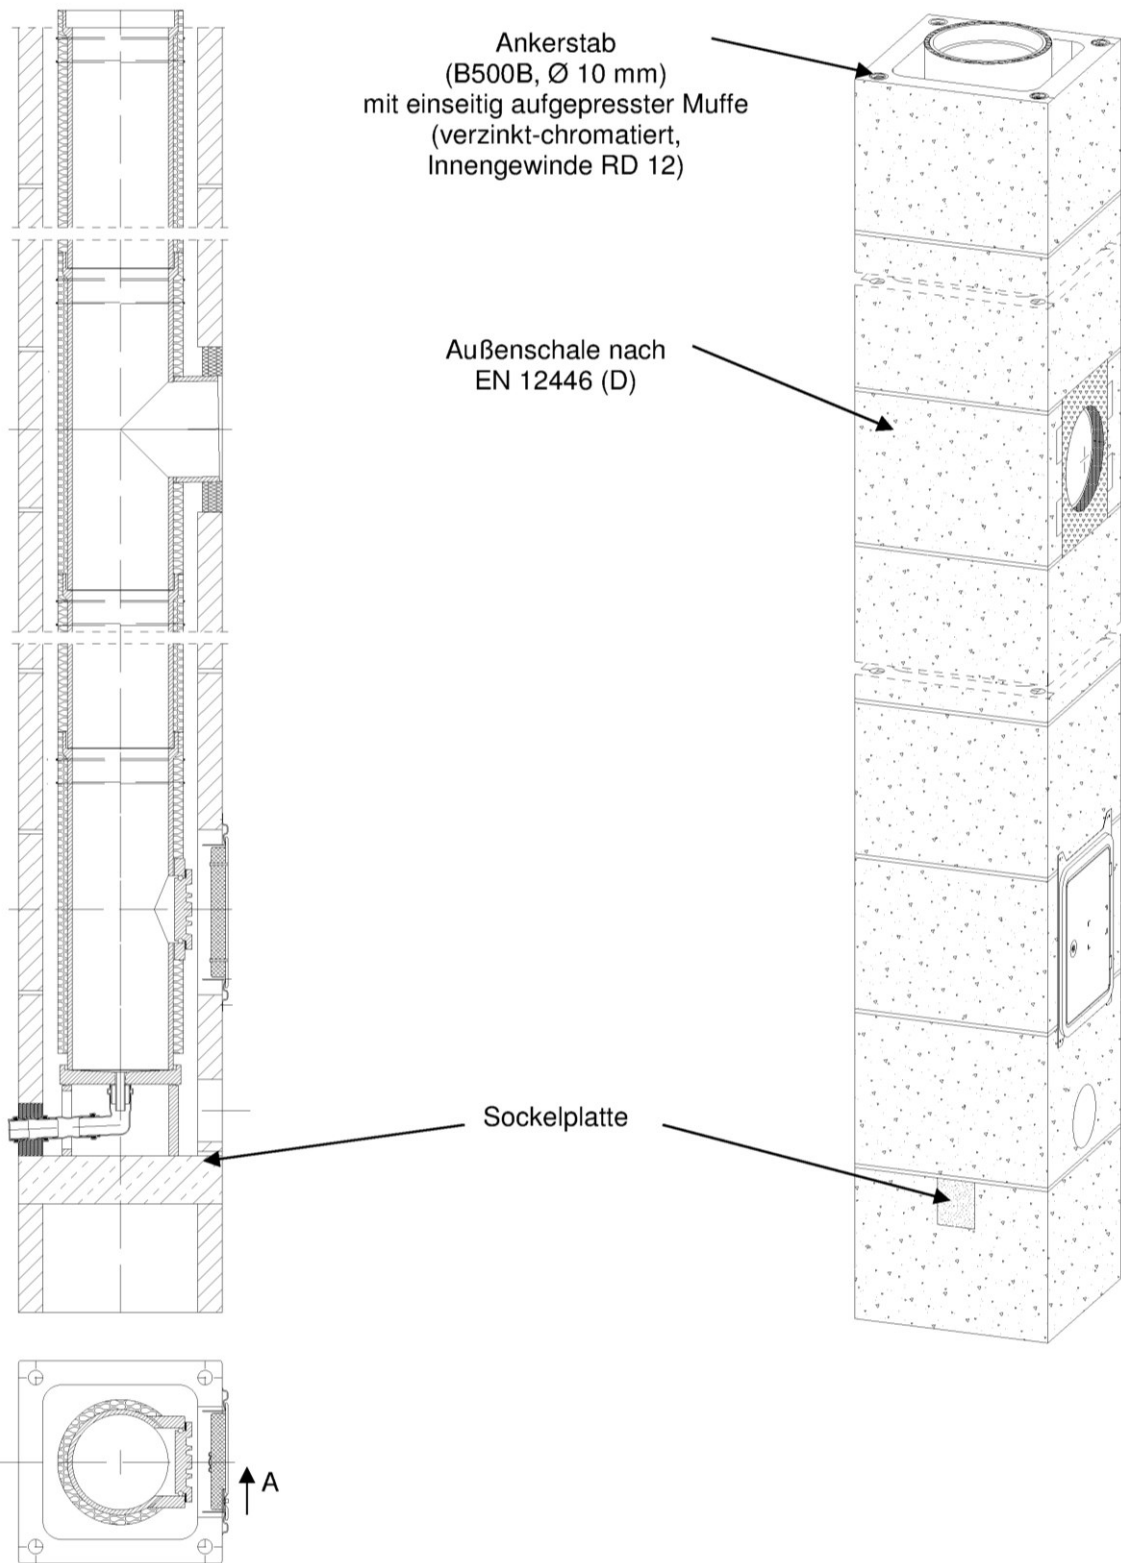 Ankerstab
(B500B, Ø 10 mm)
mit einseitig aufgepresster Muffe
(verzinkt-chromatiert,
Innengewinde RD 12)
Außenschale nach
EN 12446 (D)
Sockelplatte
A